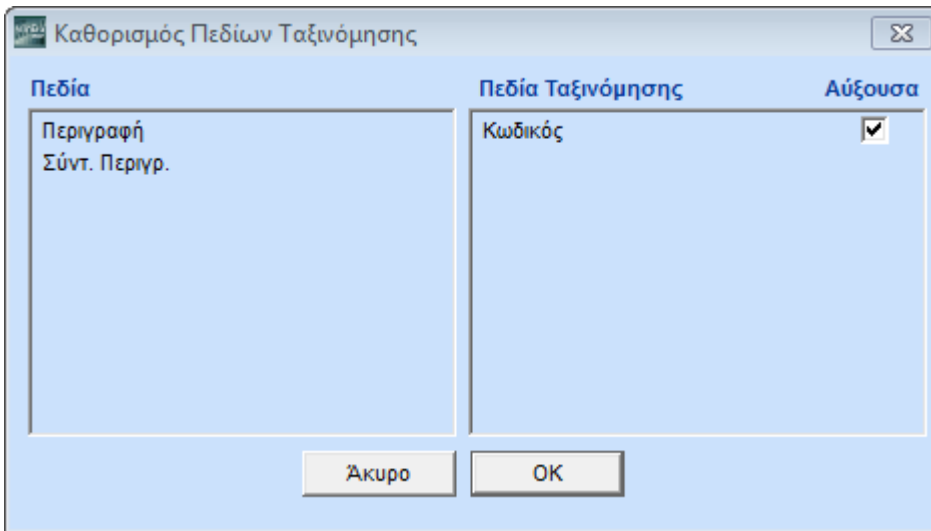 Καθορισμός Πεδίων Ταξινόμησης
Πεδία Πεδία Ταξινόμησης Αύξουσα
Περιγραφή Κωδικός
Σύντ. Περιγρ.
Άκυρο OK